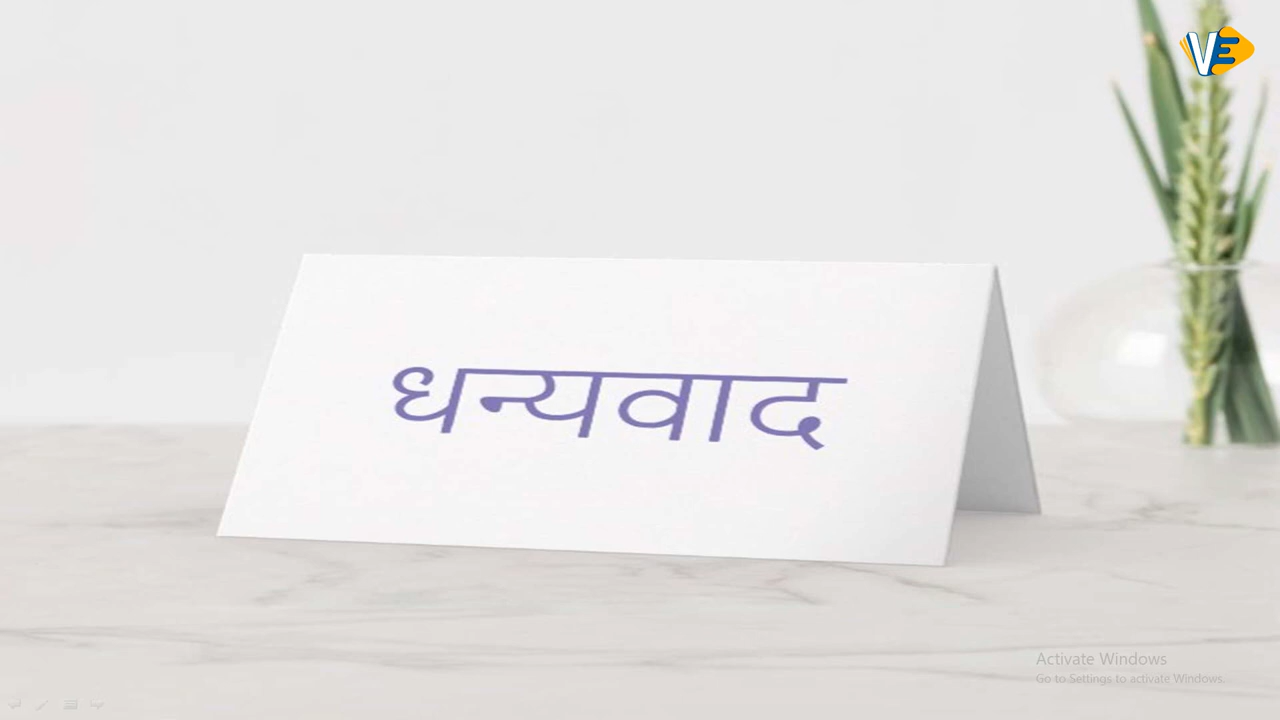 VE
धन्यवाद
Activate Windows
Go to Settings to activate Windows.